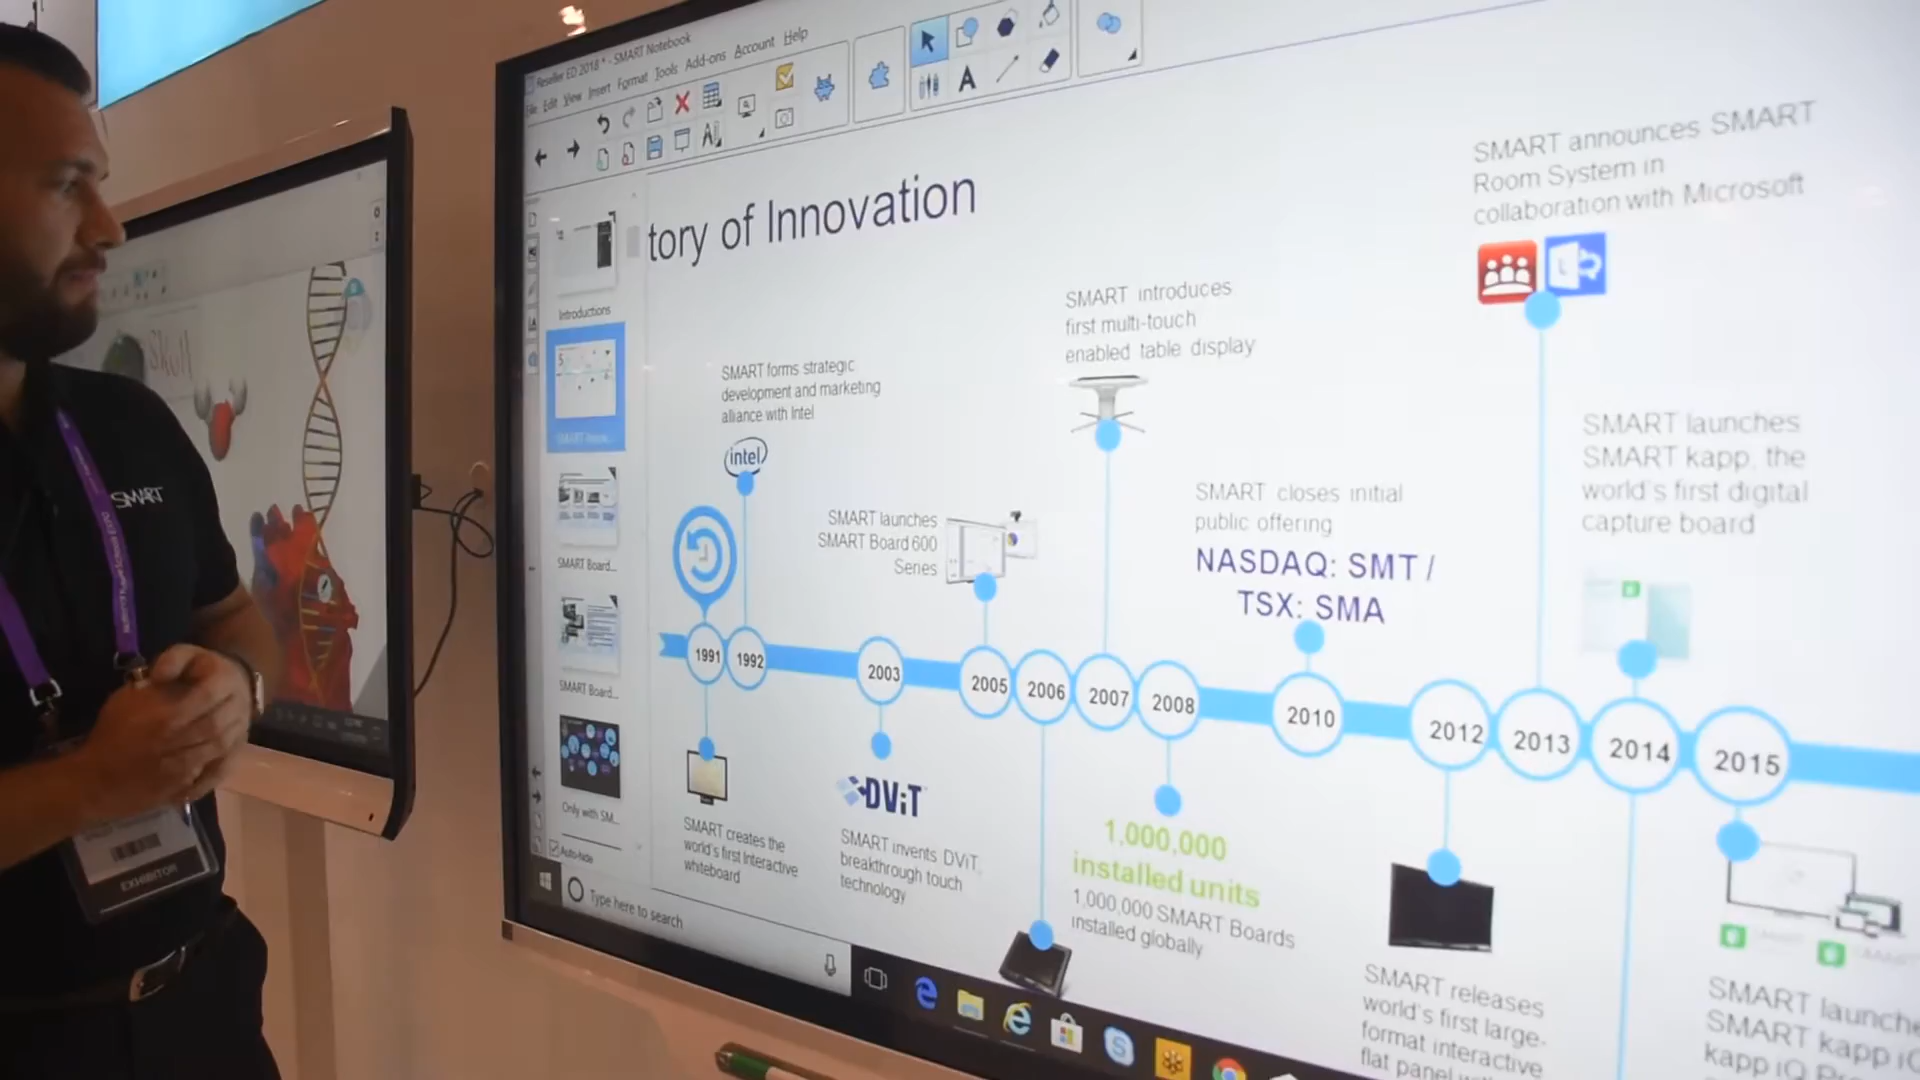 Reseller ED 2018 * - SMART Notebook
File Edit View Insert Format Tools Add-ons Account Help
tory of Innovation
Introductions
SMART Board...
SMART Board...
Only with SM...
Auto-hide
SMART forms strategic
development and marketing
alliance with Intel
intel
SMART launches
SMART Board 600
Series
SMART introduces
first multi-touch
enabled table display
SMART closes initial
public offering
NASDAQ: SMT /
TSX: SMA
SMART announces SMART
Room System in
collaboration with Microsoft
SMART launches
SMART kapp, the
world's first digital
capture board
1991
1992
2003
2005
2006
2007
2008
2010
2012
2013
2014
2015
SMART creates the
world's first Interactive
whiteboard
DViT
SMART invents DViT,
breakthrough touch
technology
1,000,000
installed units
1,000,000 SMART Boards
installed globally
SMART releases
world's first large-
format interactive
flat panel
SMART launche
SMART kapp iQ
kapp iQ
Type here to search
Skull
SMART
EXHIBITOR